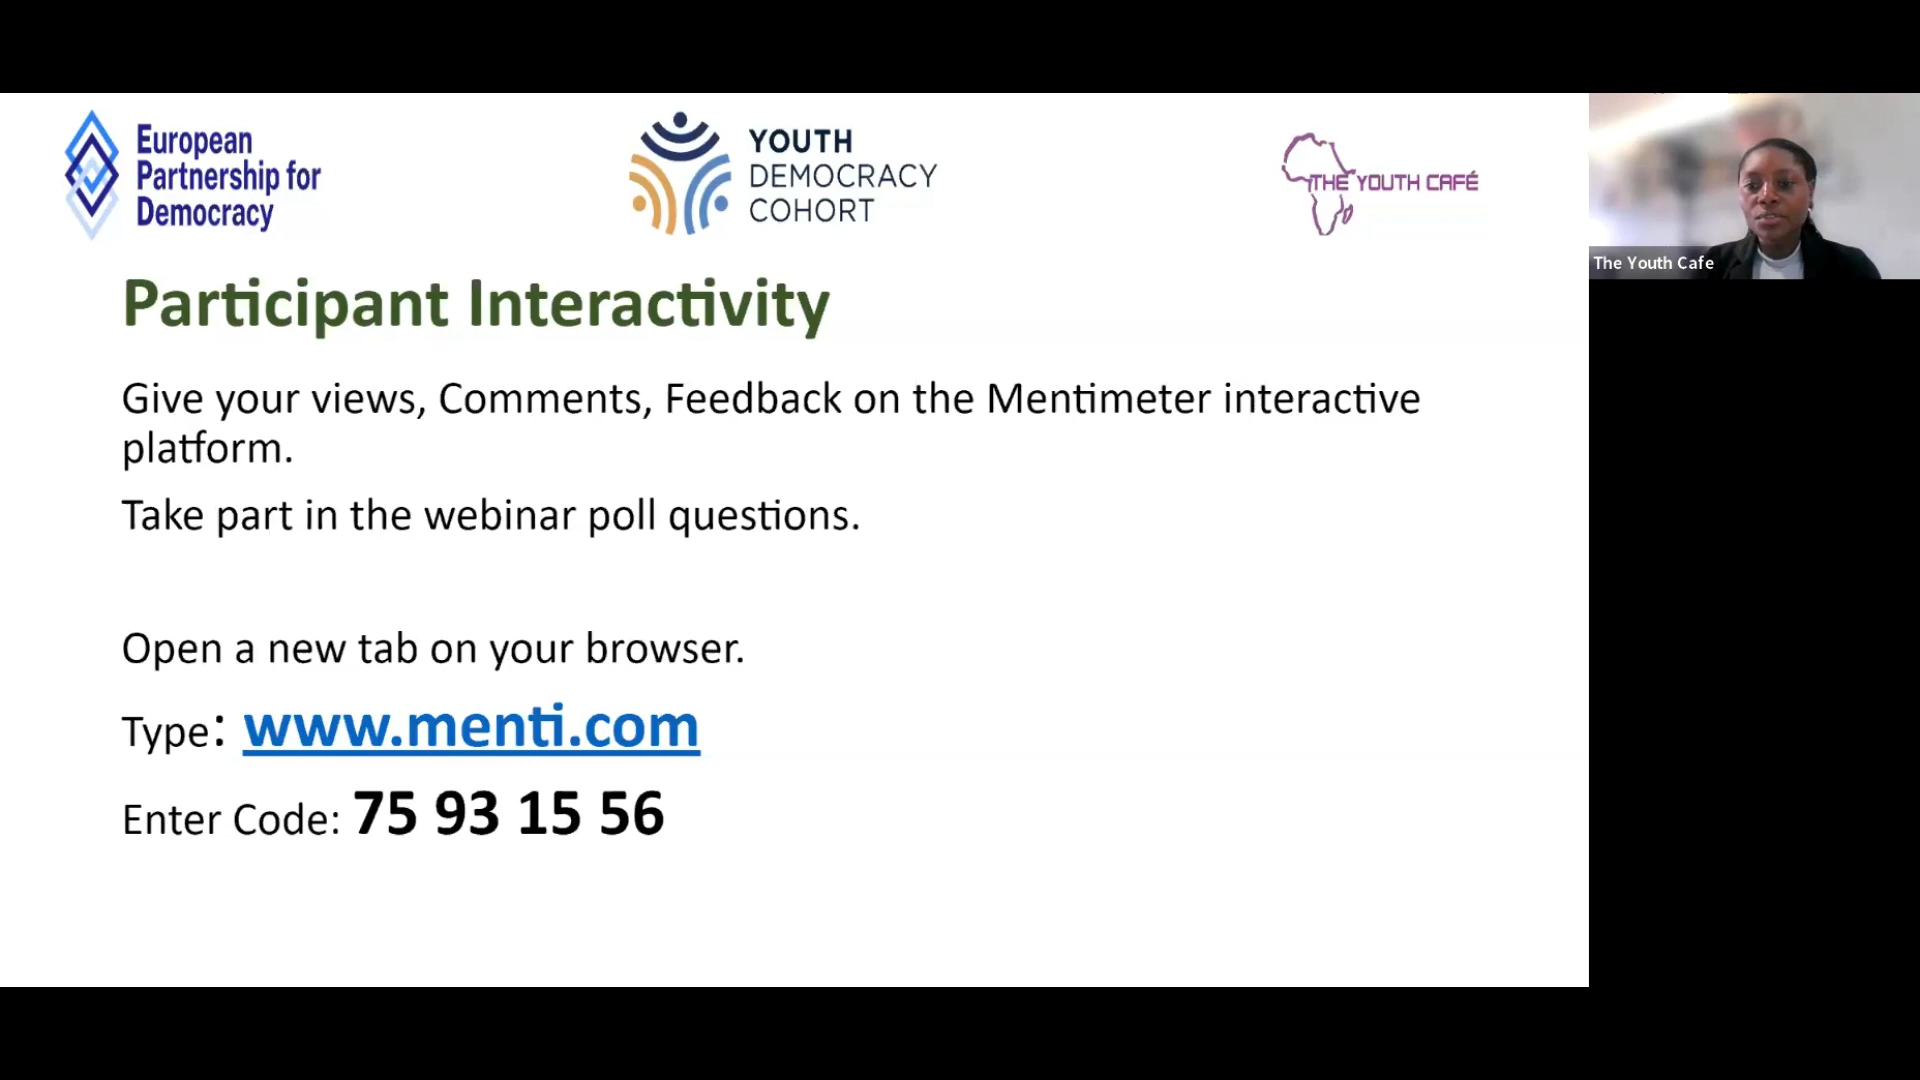 European
Partnership for
Democracy
YOUTH
DEMOCRACY
COHORT
THE YOUTH CAFÉ
The Youth Cafe
Participant Interactivity
Give your views, Comments, Feedback on the Mentimeter interactive
platform.
Take part in the webinar poll questions.
Open a new tab on your browser.
Type: www.menti.com
Enter Code: 75 93 15 56